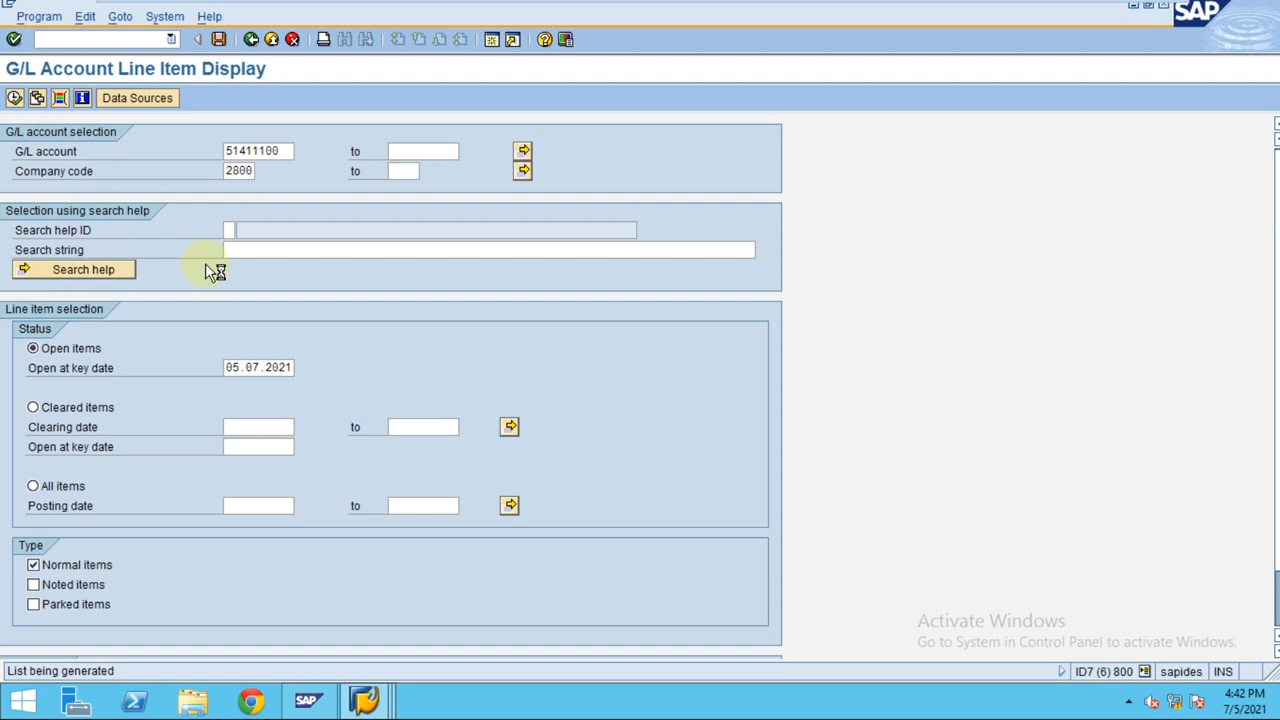 Program Edit Goto System Help
SAP
G/L Account Line Item Display
Data Sources
G/L account selection
G/L account 51411100 to
Company code 2800 to
Selection using search help
Search help ID
Search string
Search help
Line item selection
Status
Open items
Open at key date 05.07.2021
Cleared items
Clearing date to
Open at key date
All items
Posting date to
Type
Normal items
Noted items
Parked items
Activate Windows
Go to System in Control Panel to activate Windows.
List being generated ID7 (6) 800 sapides INS
SAP
4:42 PM
7/5/2021